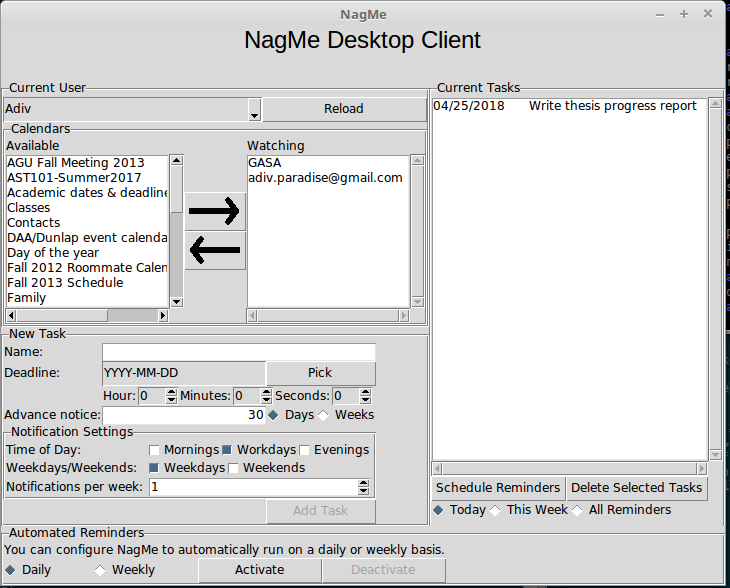 NagMe
NagMe Desktop Client
Current User
Adiv
Reload
Calendars
Available
AGU Fall Meeting 2013
AST101-Summer2017
Academic dates & deadline
Classes
Contacts
DAA/Dunlap event calenda
Day of the year
Fall 2012 Roommate Calen
Fall 2013 Schedule
Family
Watching
GASA
adiv.paradise@gmail.com
New Task
Name:
Deadline: YYYY-MM-DD Pick
Hour: 0 Minutes: 0 Seconds: 0
Advance notice: 30 Days Weeks
Notification Settings
Time of Day: Mornings Workdays Evenings
Weekdays/Weekends: Weekdays Weekends
Notifications per week: 1
Add Task
Current Tasks
04/25/2018 Write thesis progress report
Schedule Reminders Delete Selected Tasks
Today This Week All Reminders
Automated Reminders
You can configure NagMe to automatically run on a daily or weekly basis.
Daily Weekly Activate Deactivate